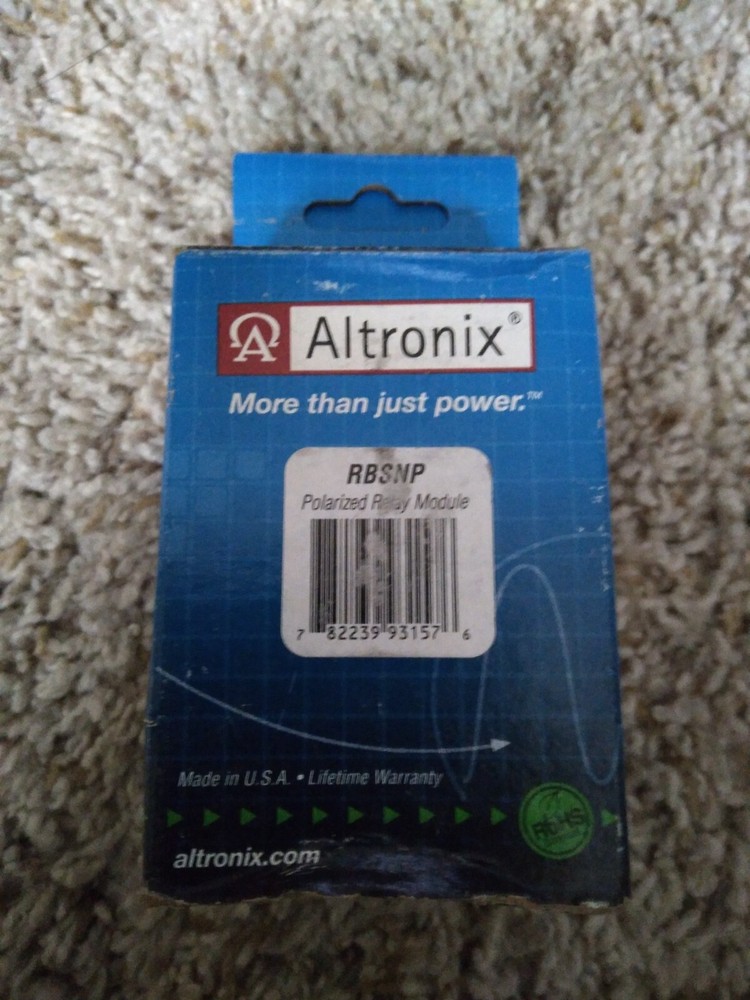 Altronix®
More than just power.™
RBSNP
Polarized Relay Module
7 82239 93157 6
Made in U.S.A. • Lifetime Warranty
RoHS
altronix.com